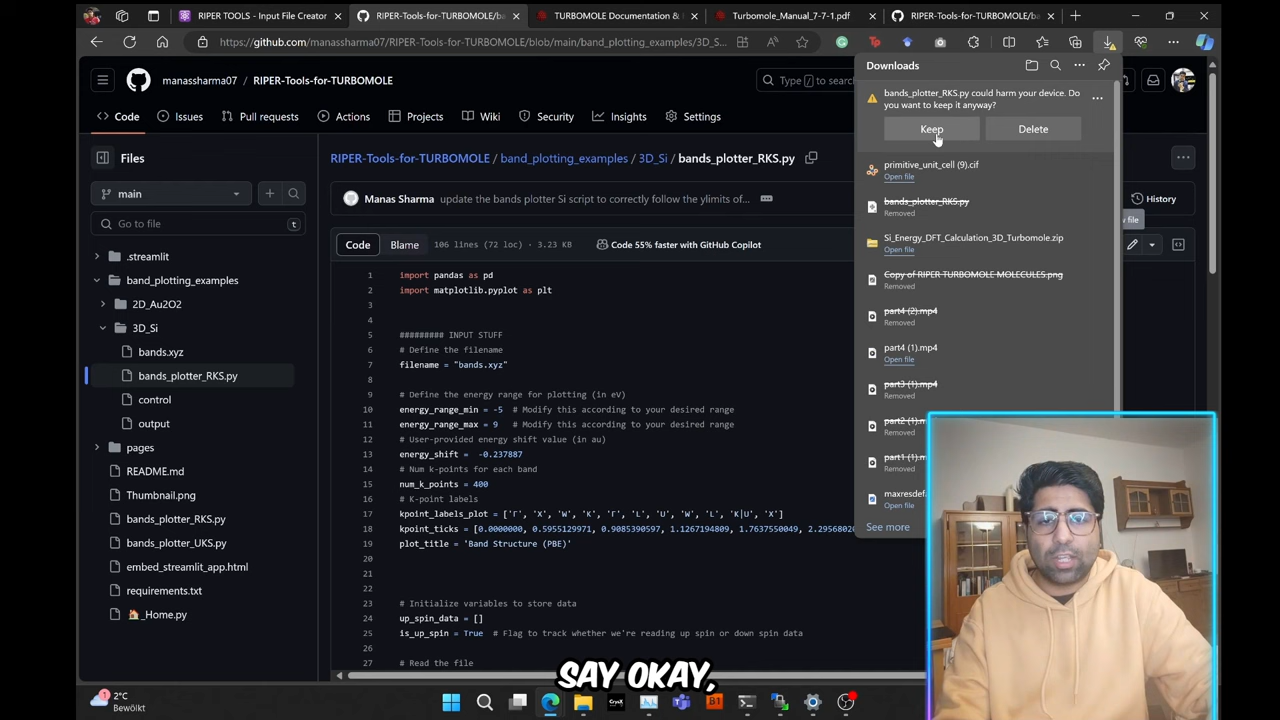 RIPER TOOLS - Input File Creator
RIPER-Tools-for-TURBOMOLE/ba
TURBOMOLE Documentation &
Turbomole_Manual_7-7-1.pdf
RIPER-Tools-for-TURBOMOLE/ba
https://github.com/manassharma07/RIPER-Tools-for-TURBOMOLE/blob/main/band_plotting_examples/3D_S...
manassharma07 / RIPER-Tools-for-TURBOMOLE
Type / to search
Code
Issues
Pull requests
Actions
Projects
Wiki
Security
Insights
Settings
Files
main
Go to file
t
.streamlit
band_plotting_examples
2D_Au2O2
3D_Si
bands.xyz
bands_plotter_RKS.py
control
output
pages
README.md
Thumbnail.png
bands_plotter_RKS.py
bands_plotter_UKS.py
embed_streamlit_app.html
requirements.txt
_Home.py
RIPER-Tools-for-TURBOMOLE / band_plotting_examples / 3D_Si / bands_plotter_RKS.py
Manas Sharma update the bands plotter Si script to correctly follow the ylimits of...
History
Code
Blame
106 lines (72 loc) · 3.23 KB
Code 55% faster with GitHub Copilot
1 import pandas as pd
2 import matplotlib.pyplot as plt
3
4
5 ######### INPUT STUFF
6 # Define the filename
7 filename = "bands.xyz"
8
9 # Define the energy range for plotting (in eV)
10 energy_range_min = -5 # Modify this according to your desired range
11 energy_range_max = 9 # Modify this according to your desired range
12 # User-provided energy shift value (in au)
13 energy_shift = -0.237887
14 # Num k-points for each band
15 num_k_points = 400
16 # K-point labels
17 kpoint_labels_plot = ['Γ', 'X', 'W', 'K', 'Γ', 'L', 'U', 'W', 'L', 'K|U', 'X']
18 kpoint_ticks = [0.0000000, 0.5955129971, 0.9085390597, 1.1267194809, 1.7637550049, 2.29568020
19 plot_title = 'Band Structure (PBE)'
20
21
22
23 # Initialize variables to store data
24 up_spin_data = []
25 is_up_spin = True # Flag to track whether we're reading up spin or down spin data
26
27 # Read the file
Downloads
bands_plotter_RKS.py could harm your device. Do
you want to keep it anyway?
Keep
Delete
primitive_unit_cell (9).cif
Open file
bands_plotter_RKS.py
Removed
Si_Energy_DFT_Calculation_3D_Turbomole.zip
Open file
Copy of RIPER TURBOMOLE MOLECULES.png
Removed
part4 (2).mp4
Removed
part4 (1).mp4
Open file
part3 (1).mp4
Removed
part2 (1).m
Removed
part1 (1).m
Removed
maxresdefa
Open file
See more
file
SAY OKAY,
1
2°C
Bewölkt
CrysX
B1